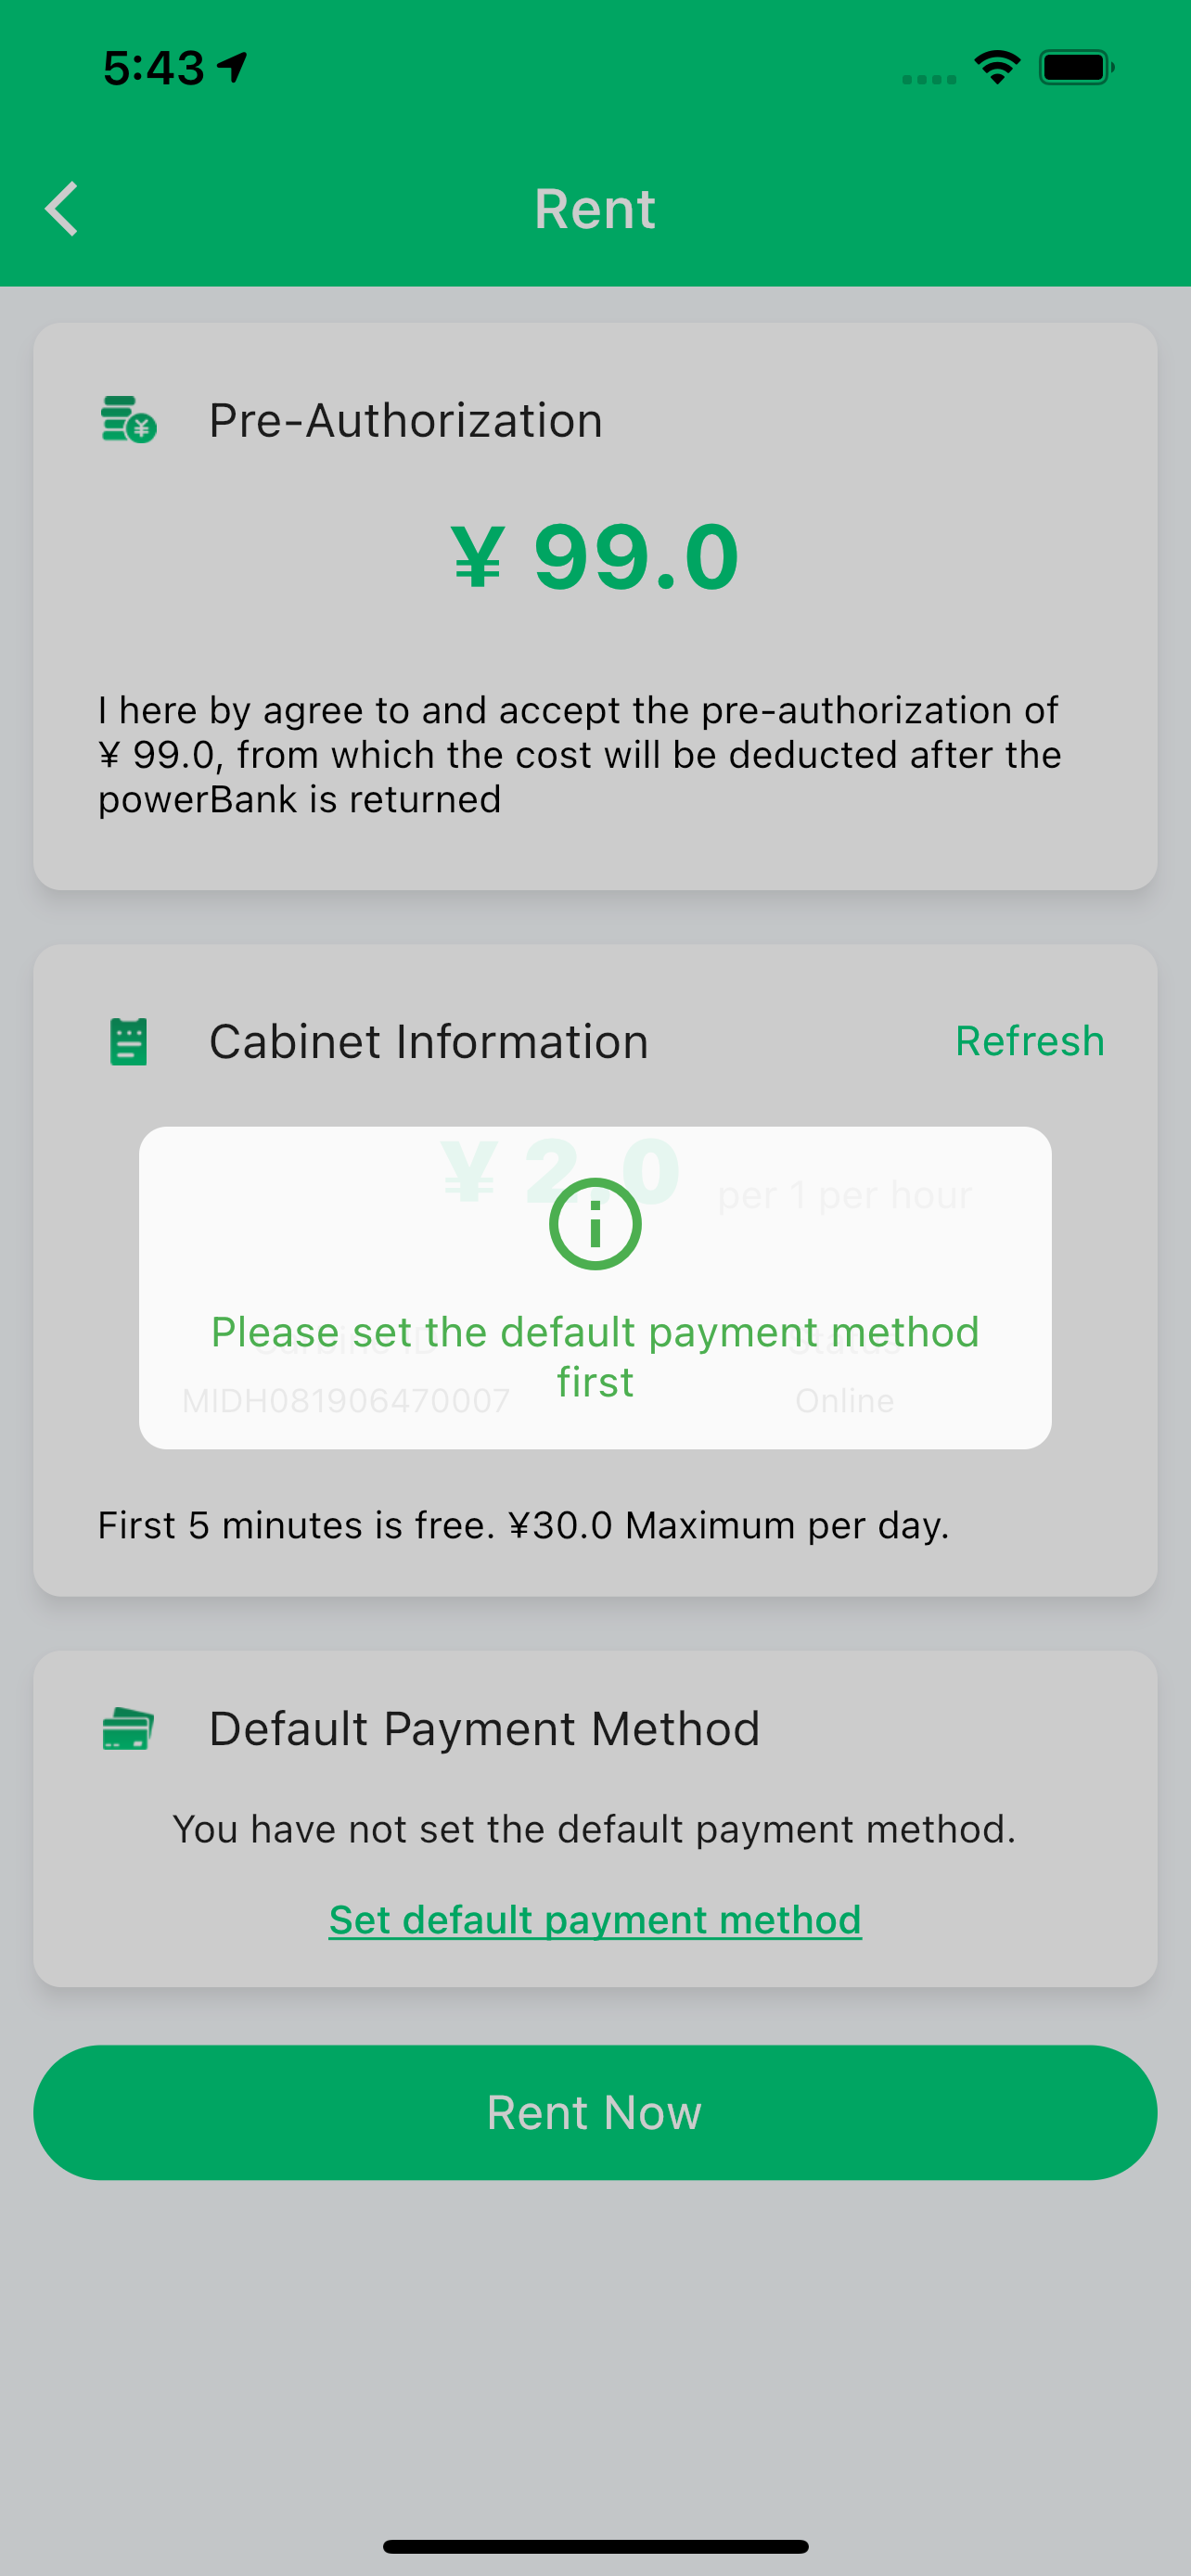 5:43
Rent
Pre-Authorization
¥ 99.0
I here by agree to and accept the pre-authorization of
¥ 99.0, from which the cost will be deducted after the
powerBank is returned
Cabinet Information
Refresh
¥ 2.0 per 1 per hour
Please set the default payment method
first
Status
MIDH081906470007
Online
First 5 minutes is free. ¥30.0 Maximum per day.
Default Payment Method
You have not set the default payment method.
Set default payment method
Rent Now